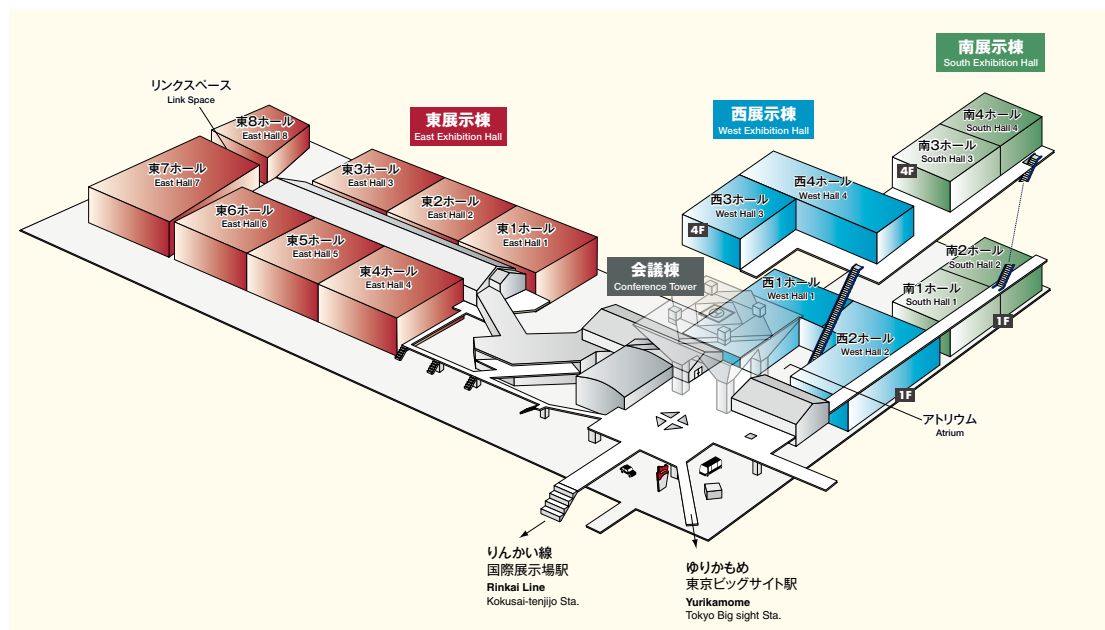 南展示棟
South Exhibition Hall
リンクスペース
Link Space
東展示棟
East Exhibition Hall
西展示棟
West Exhibition Hall
東8ホール
East Hall 8
東7ホール
East Hall 7
東3ホール
East Hall 3
東2ホール
East Hall 2
東1ホール
East Hall 1
東6ホール
East Hall 6
東5ホール
East Hall 5
東4ホール
East Hall 4
南4ホール
South Hall 4
南3ホール
South Hall 3
4F
西4ホール
West Hall 4
西3ホール
West Hall 3
4F
南2ホール
South Hall 2
南1ホール
South Hall 1
1F
会議棟
Conference Tower
西1ホール
West Hall 1
西2ホール
West Hall 2
1F
アトリウム
Atrium
りんかい線
国際展示場駅
Rinkai Line
Kokusai-tenjijo Sta.
ゆりかもめ
東京ビッグサイト駅
Yurikamome
Tokyo Big sight Sta.